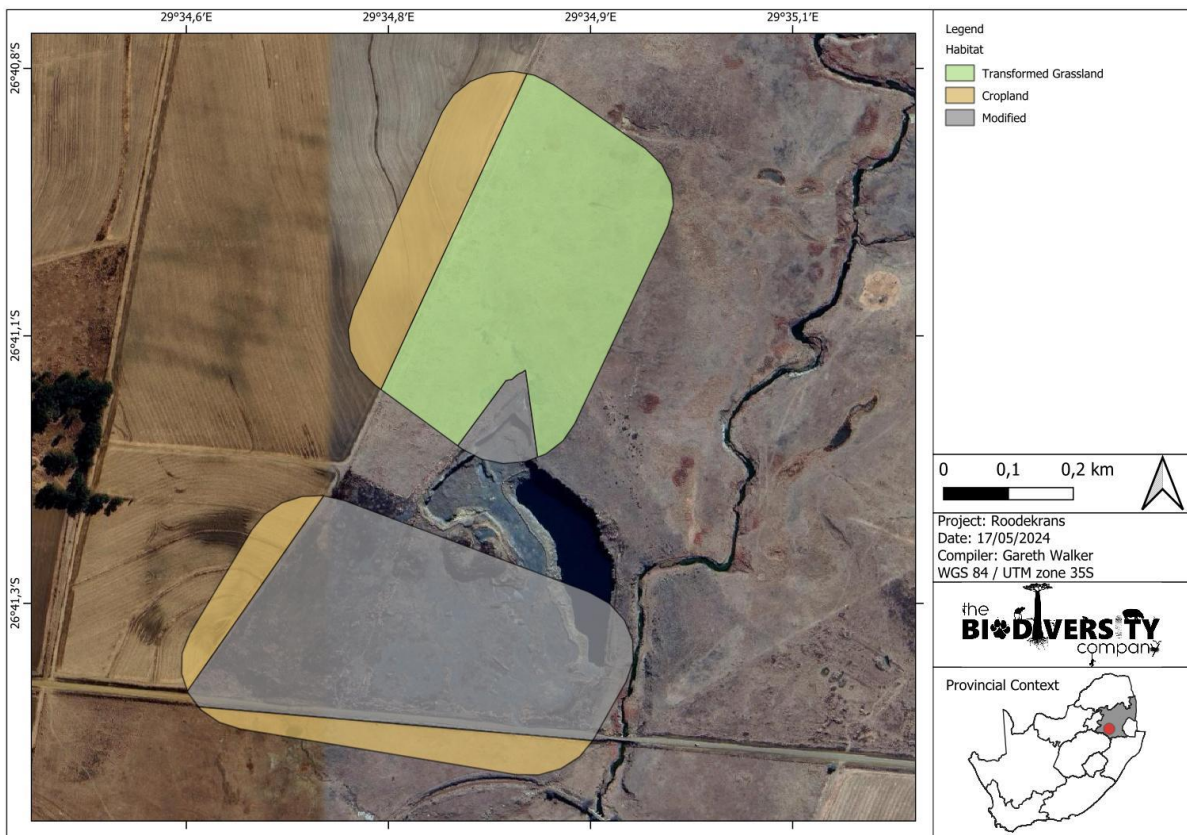 29°34,6'E 29°34,8'E 29°34,9'E 29°35,1'E
26°40,8'S
26°41,1'S
26°41,3'S
Legend
Habitat
Transformed Grassland
Cropland
Modified
0 0,1 0,2 km
Project: Roodekrans
Date: 17/05/2024
Compiler: Gareth Walker
WGS 84 / UTM zone 35S
the
BIODIVERSITY
company
Provincial Context